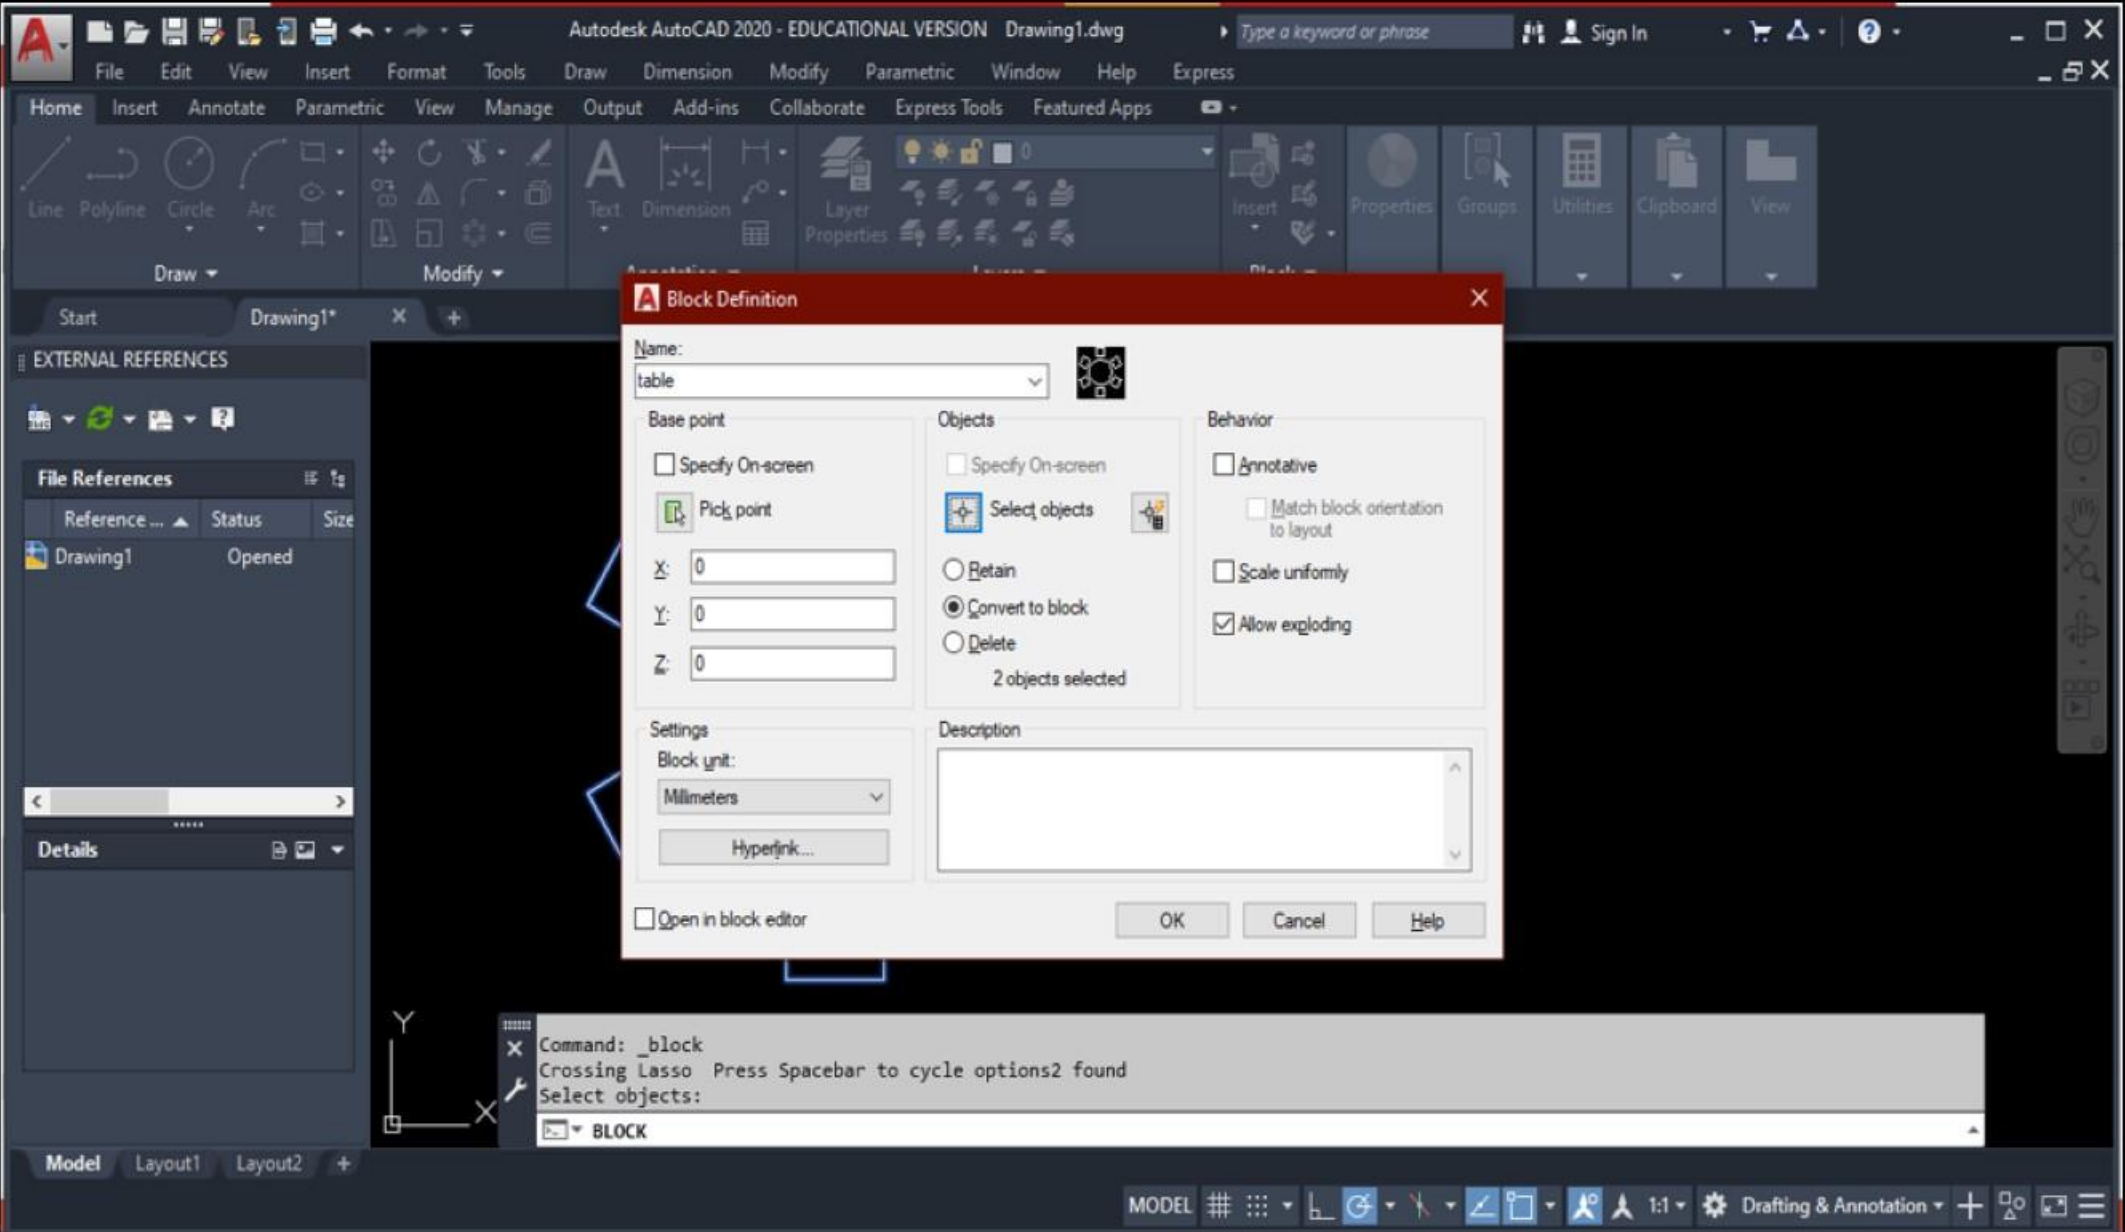 Autodesk AutoCAD 2020 - EDUCATIONAL VERSION Drawing1.dwg
Type a keyword or phrase
Sign In
File Edit View Insert Format Tools Draw Dimension Modify Parametric Window Help Express
Home Insert Annotate Parametric View Manage Output Add-ins Collaborate Express Tools Featured Apps
0
Line Polyline Circle Arc Text Dimension Layer Properties Insert Properties Groups Utilities Clipboard View
Draw Modify Annotation Layers Block
Start Drawing1*
Block Definition
EXTERNAL REFERENCES
File References
Reference ... Status Size
Drawing1 Opened
Details
Name:
table
Base point
Specify On-screen
Pick point
X: 0
Y: 0
Z: 0
Objects
Specify On-screen
Select objects
Retain
Convert to block
Delete
2 objects selected
Behavior
Annotative
Match block orientation
to layout
Scale uniformly
Allow exploding
Settings
Block unit:
Millimeters
Hyperlink...
Description
Open in block editor
OK Cancel Help
Y
X
Command: _block
Crossing Lasso Press Spacebar to cycle options2 found
Select objects:
BLOCK
Model Layout1 Layout2 +
MODEL 1:1 Drafting & Annotation